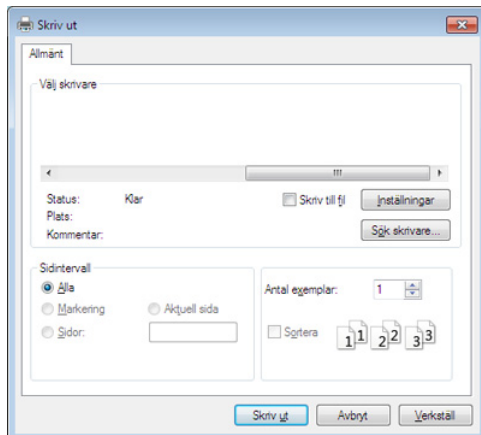 Skriv ut
Allmänt
Välj skrivare
Status: Klar
Plats:
Kommentar:
Skriv till fil
Inställningar
Sök skrivare...
Sidintervall
Alla
Markering
Aktuell sida
Sidor:
Antal exemplar: 1
Sortera
1 1 2 2 3 3
Skriv ut
Avbryt
Verkställ